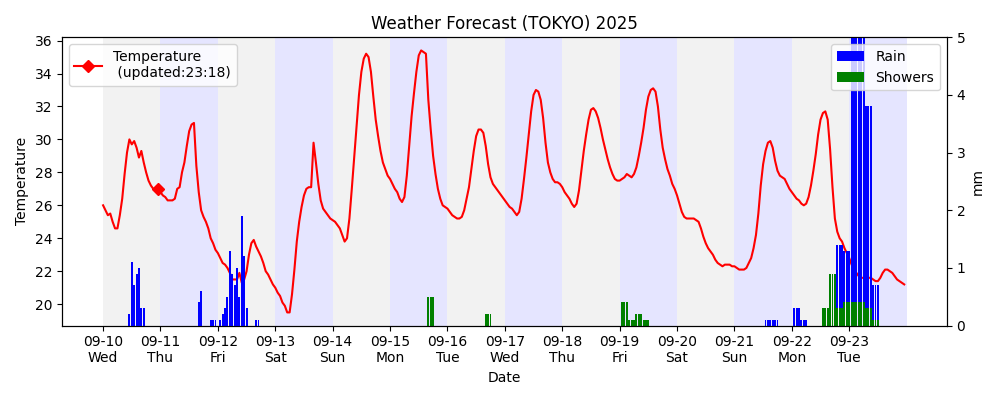 Weather Forecast (TOKYO) 2025
Temperature
(updated:23:18)
Rain
Showers
36
34
32
30
28
26
24
22
20
Temperature
5
4
3
2
1
0
mm
09-10 09-11 09-12 09-13 09-14 09-15 09-16 09-17 09-18 09-19 09-20 09-21 09-22 09-23
Wed Thu Fri Sat Sun Mon Tue Wed Thu Fri Sat Sun Mon Tue
Date